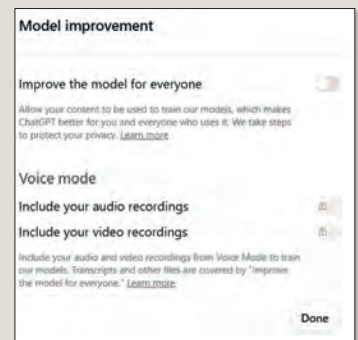 Model improvement
Improve the model for everyone
Allow your content to be used to train our models, which makes
ChatGPT better for you and everyone who uses it. We take steps
to protect your privacy. Learn more
Voice mode
Include your audio recordings
Include your video recordings
Include your audio and video recordings from Voice Mode to train
our models. Transcripts and other files are covered by "Improve
the model for everyone." Learn more
Done